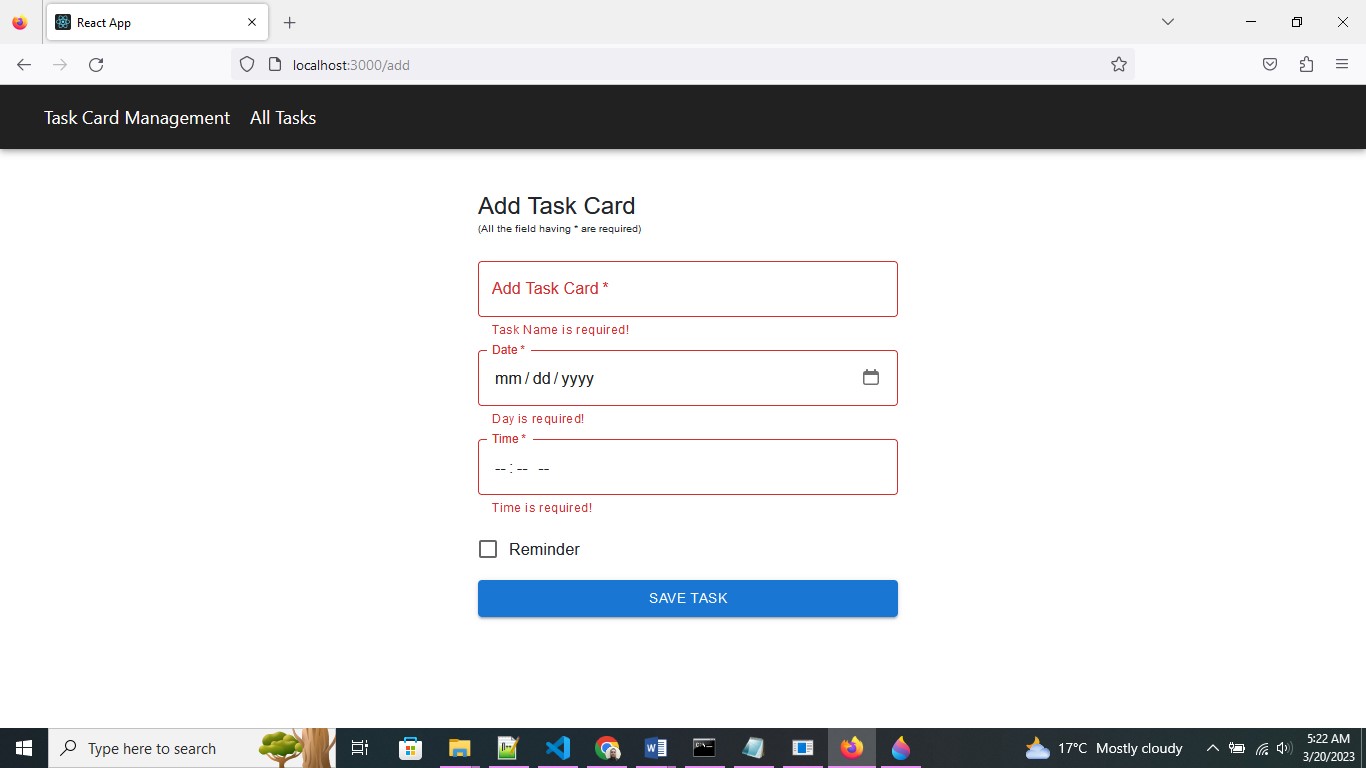 React App
localhost:3000/add
Task Card Management All Tasks
Add Task Card
(All the field having * are required)
Add Task Card *
Task Name is required!
Date *
mm / dd / yyyy
Day is required!
Time *
-- : -- --
Time is required!
Reminder
SAVE TASK
Type here to search
17°C Mostly cloudy
5:22 AM
3/20/2023